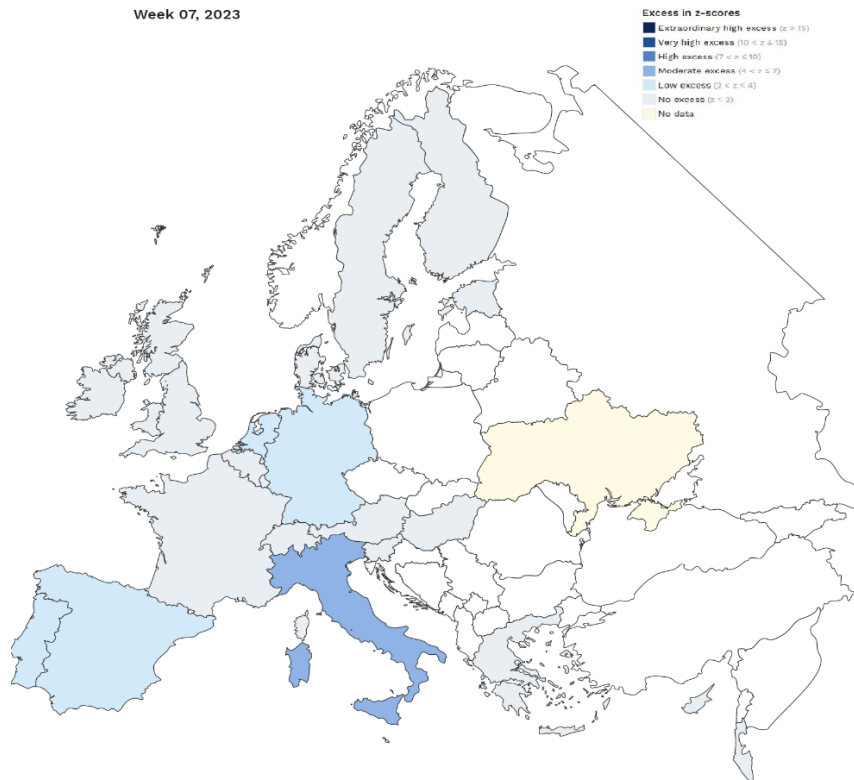 Week 07, 2023
Excess in z-scores
Extraordinary high excess (z > 15)
Very high excess (10 < z ≤ 15)
High excess (7 < z ≤ 10)
Moderate excess (4 < z ≤ 7)
Low excess (2 < z ≤ 4)
No excess (z ≤ 2)
No data